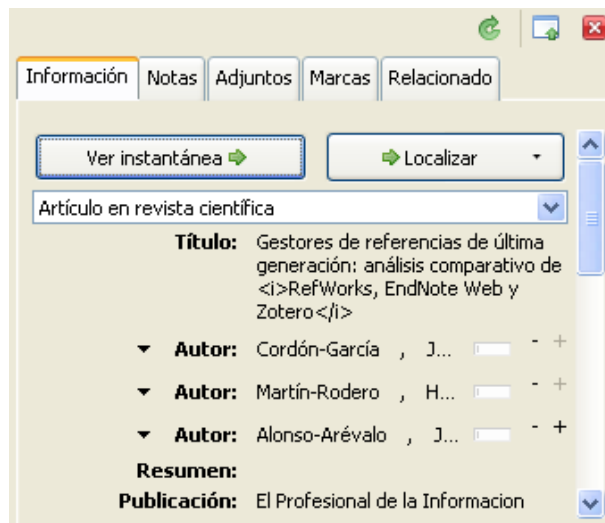 Información Notas Adjuntos Marcas Relacionado
Ver instantánea Localizar
Artículo en revista científica
Título: Gestores de referencias de última
generación: análisis comparativo de
<i>RefWorks, EndNote Web y
Zotero</i>
Autor: Cordón-García , J...
Autor: Martín-Rodero , H...
Autor: Alonso-Arévalo , J...
Resumen:
Publicación: El Profesional de la Informacion